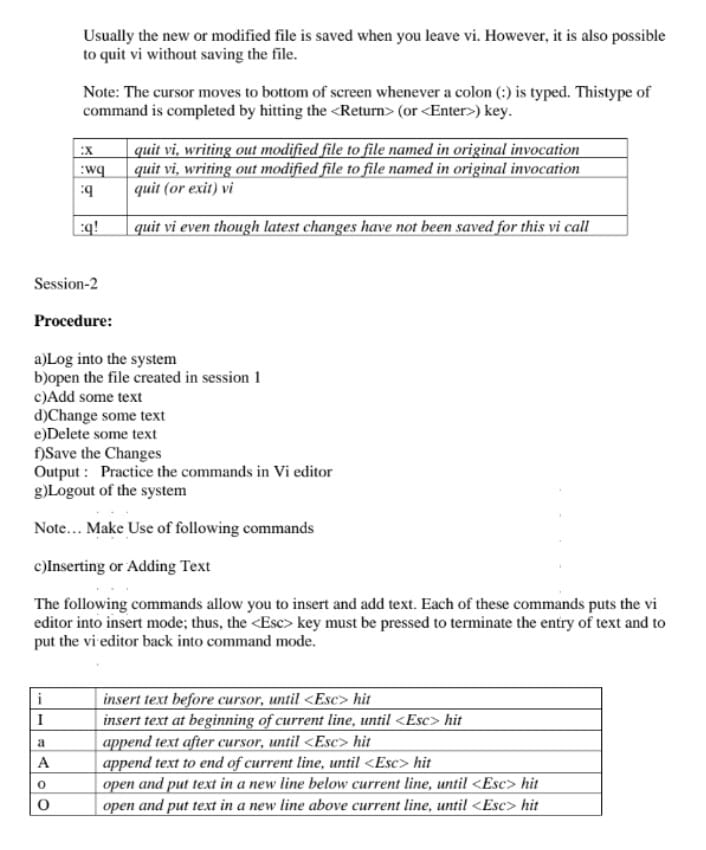 Usually the new or modified file is saved when you leave vi. However, it is also possible
to quit vi without saving the file.
Note: The cursor moves to bottom of screen whenever a colon (:) is typed. Thistype of
command is completed by hitting the <Return> (or <Enter>) key.
:x quit vi, writing out modified file to file named in original invocation
:wq quit vi, writing out modified file to file named in original invocation
:q quit (or exit) vi
:q! quit vi even though latest changes have not been saved for this vi call
Session-2
Procedure:
a)Log into the system
b)open the file created in session 1
c)Add some text
d)Change some text
e)Delete some text
f)Save the Changes
Output : Practice the commands in Vi editor
g)Logout of the system
Note… Make Use of following commands
c)Inserting or Adding Text
The following commands allow you to insert and add text. Each of these commands puts the vi
editor into insert mode; thus, the <Esc> key must be pressed to terminate the entry of text and to
put the vi editor back into command mode.
i insert text before cursor, until <Esc> hit
I insert text at beginning of current line, until <Esc> hit
a append text after cursor, until <Esc> hit
A append text to end of current line, until <Esc> hit
o open and put text in a new line below current line, until <Esc> hit
O open and put text in a new line above current line, until <Esc> hit